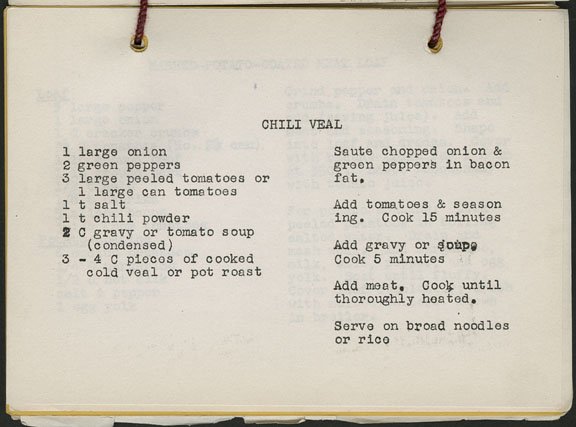 CHILI VEAL
1 large onion
2 green peppers
3 large peeled tomatoes or
1 large can tomatoes
1 t salt
1 t chili powder
2 C gravy or tomato soup
(condensed)
3 - 4 C pieces of cooked
cold veal or pot roast
Saute chopped onion &
green peppers in bacon
fat.
Add tomatoes & season
ing. Cook 15 minutes
Add gravy or soup.
Cook 5 minutes
Add meat. Cook until
thoroughly heated.
Serve on broad noodles
or rice